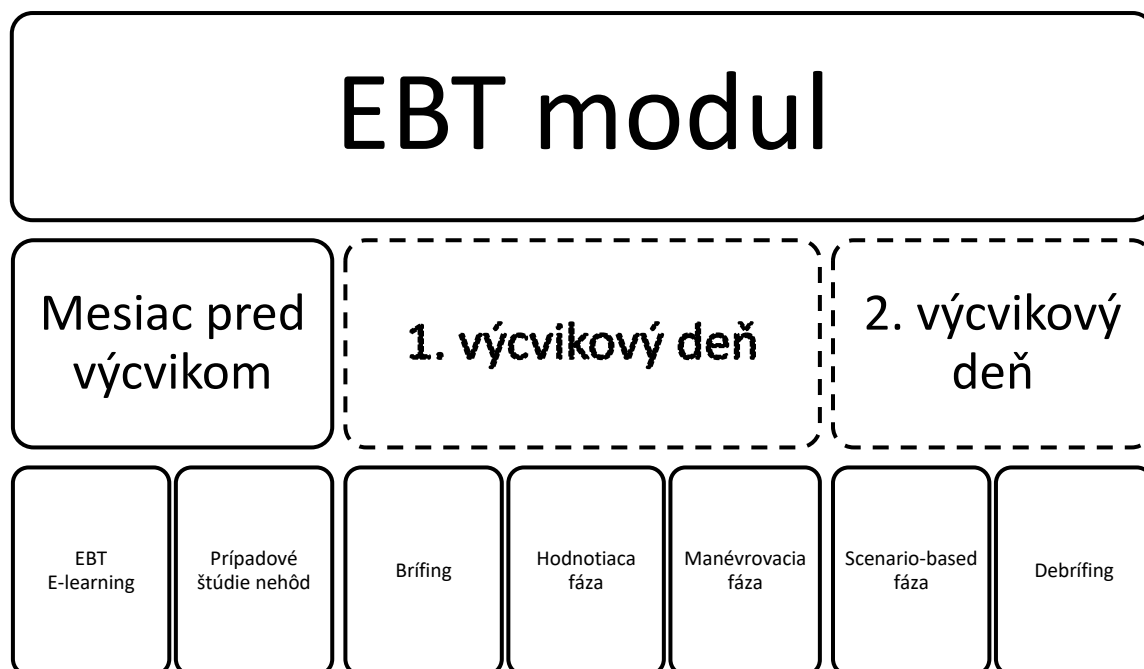 EBT modul
Mesiac pred
výcvikom
1. výcvikový deň
2. výcvikový
deň
EBT
E-learning
Prípadové
štúdie nehôd
Brífing
Hodnotiaca
fáza
Manévrovacia
fáza
Scenario-based
fáza
Debrífing